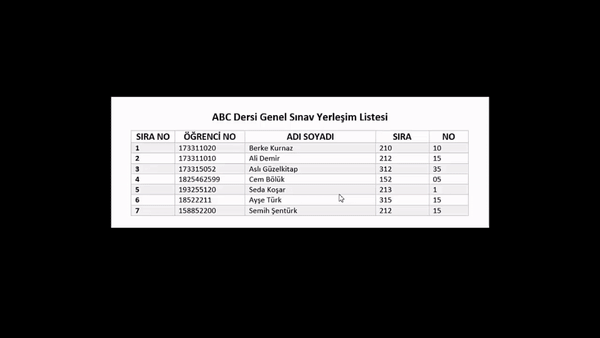 ABC Dersi Genel Sınav Yerleşim Listesi
SIRA NO ÖĞRENCİ NO ADI SOYADI SIRA NO
1 173311020 Berke Kurnaz 210 10
2 173311010 Ali Demir 212 15
3 173315052 Aslı Güzelkitap 312 35
4 1825462599 Cem Bölük 152 05
5 193255120 Seda Koşar 213 1
6 18522211 Ayşe Türk 315 15
7 158852200 Semih Şentürk 212 15